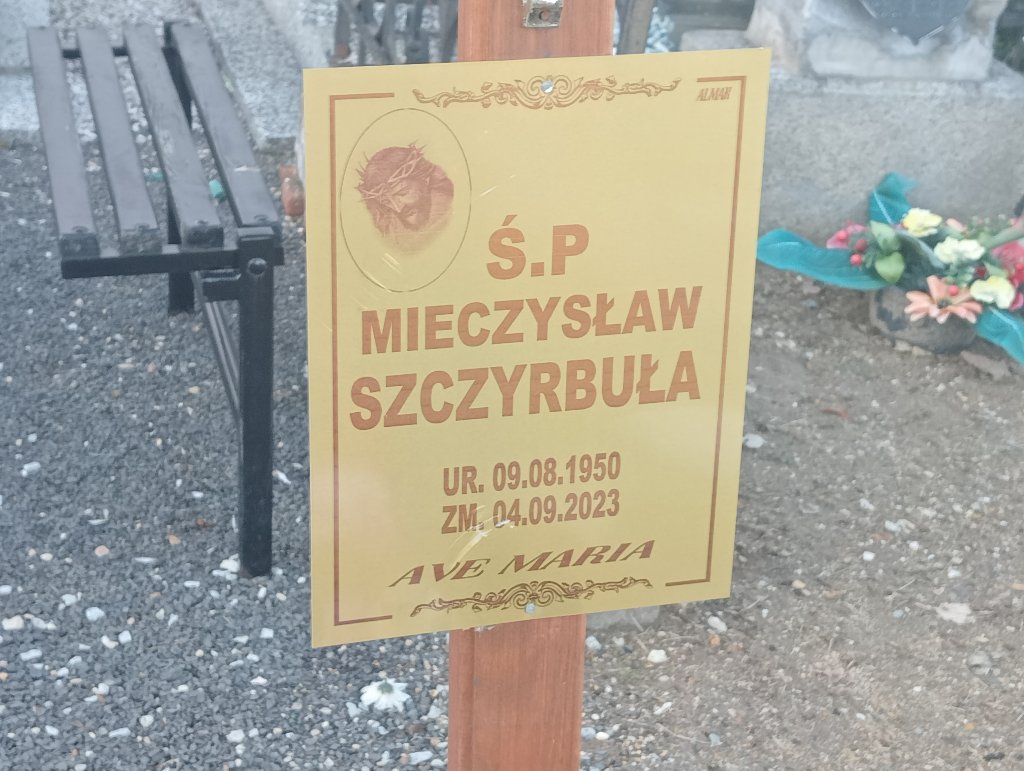 ALMAR
Ś.P
MIECZYSŁAW
SZCZYRBUŁA
UR. 09.08.1950
ZM. 04.09.2023
AVE MARIA